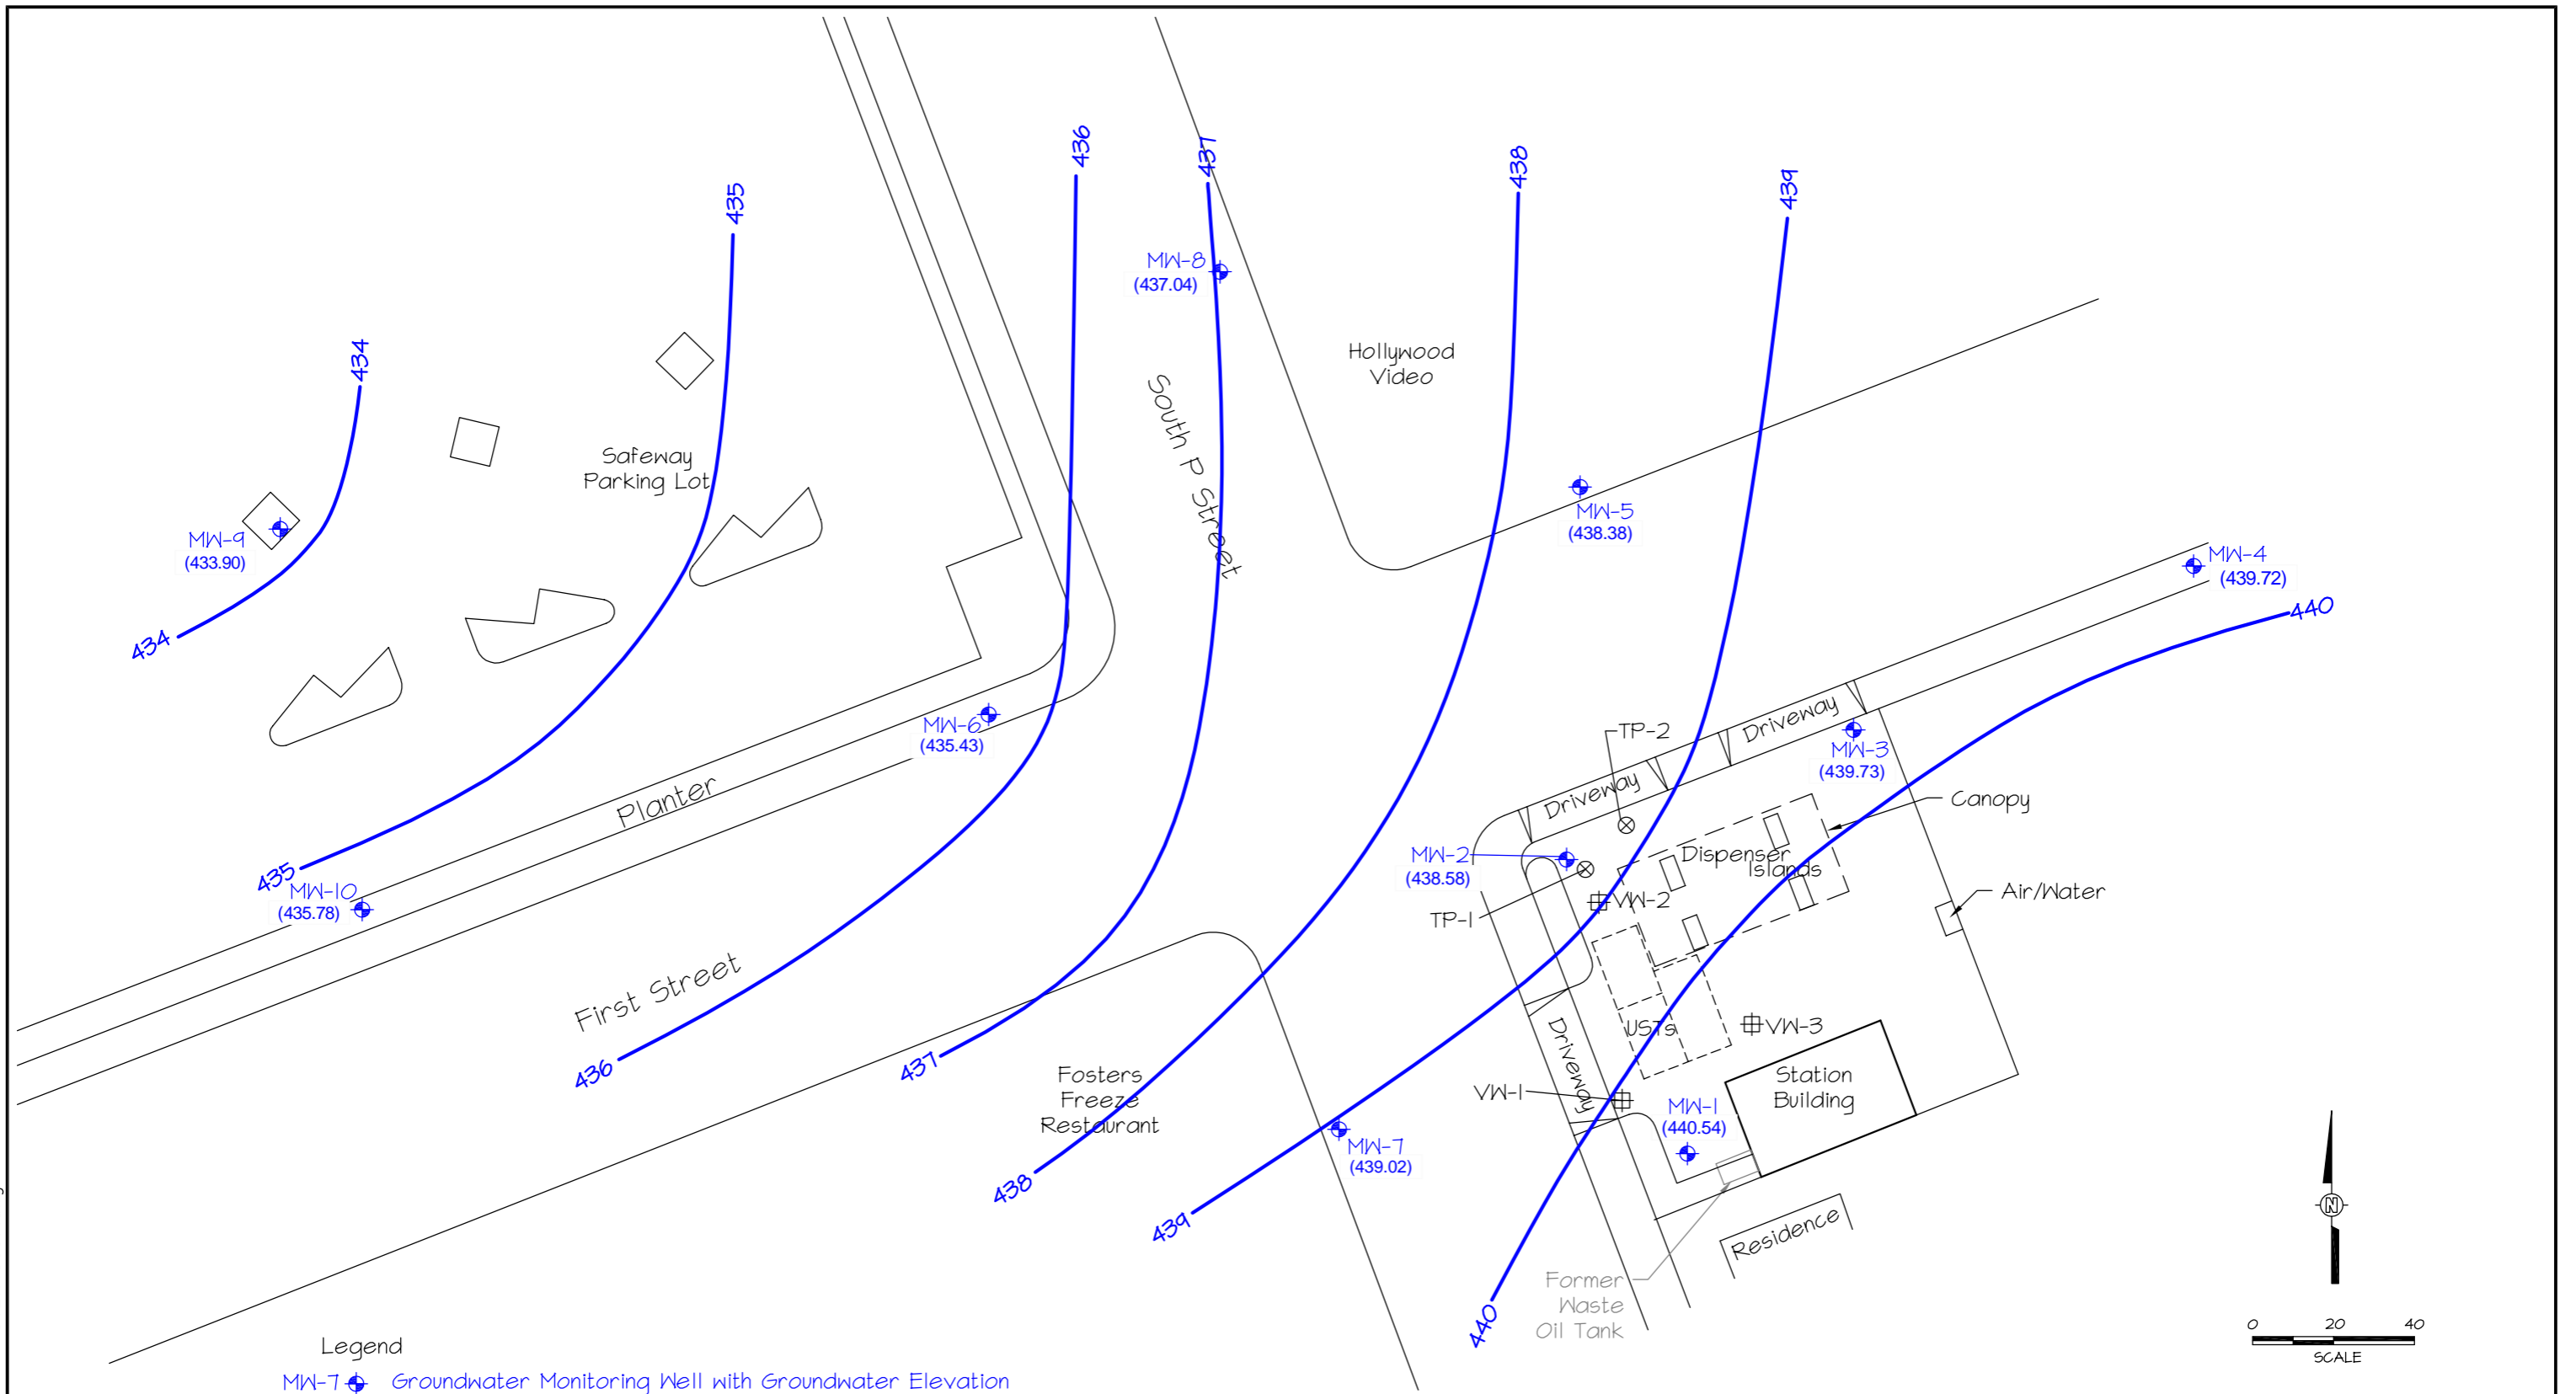 436
437
438
439
435
MW-8
(437.04)
434
Hollywood
Video
South P Street
Safeway
Parking Lot
MW-5
(438.38)
MW-9
(433.90)
MW-4
(439.72)
440
434
MW-6
(435.43)
TP-2
Driveway
MW-3
(439.73)
Planter
Driveway
Canopy
MW-2
(438.58)
Dispenser
Islands
435
MW-10
(435.78)
VW-2
Air/Water
TP-1
First Street
436
437
USTs
VW-3
Driveway
Fosters
Freeze
Restaurant
Station
Building
VW-1
MW-1
(440.54)
MW-7
(439.02)
438
439
Residence
N
Former
Waste
Oil Tank
440
0 20 40
SCALE
Legend
MW-7 Groundwater Monitoring Well with Groundwater Elevation